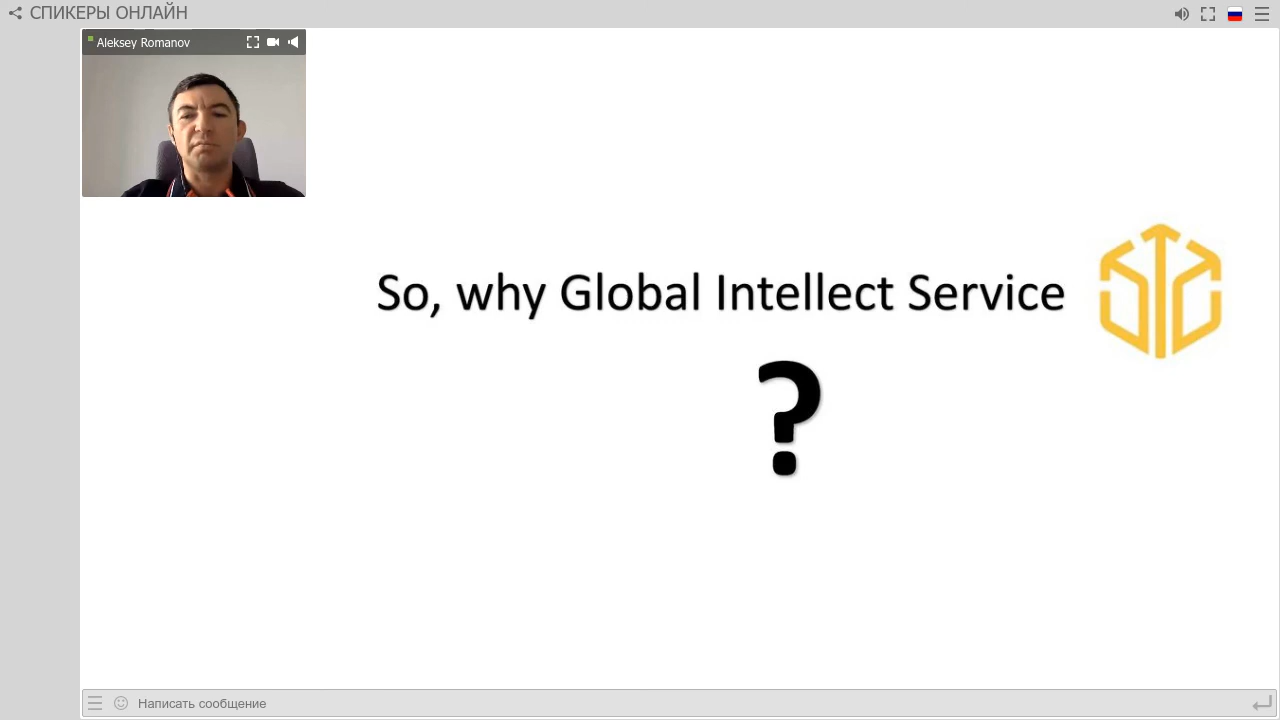 СПИКЕРЫ ОНЛАЙН
Aleksey Romanov
So, why Global Intellect Service
?
Написать сообщение